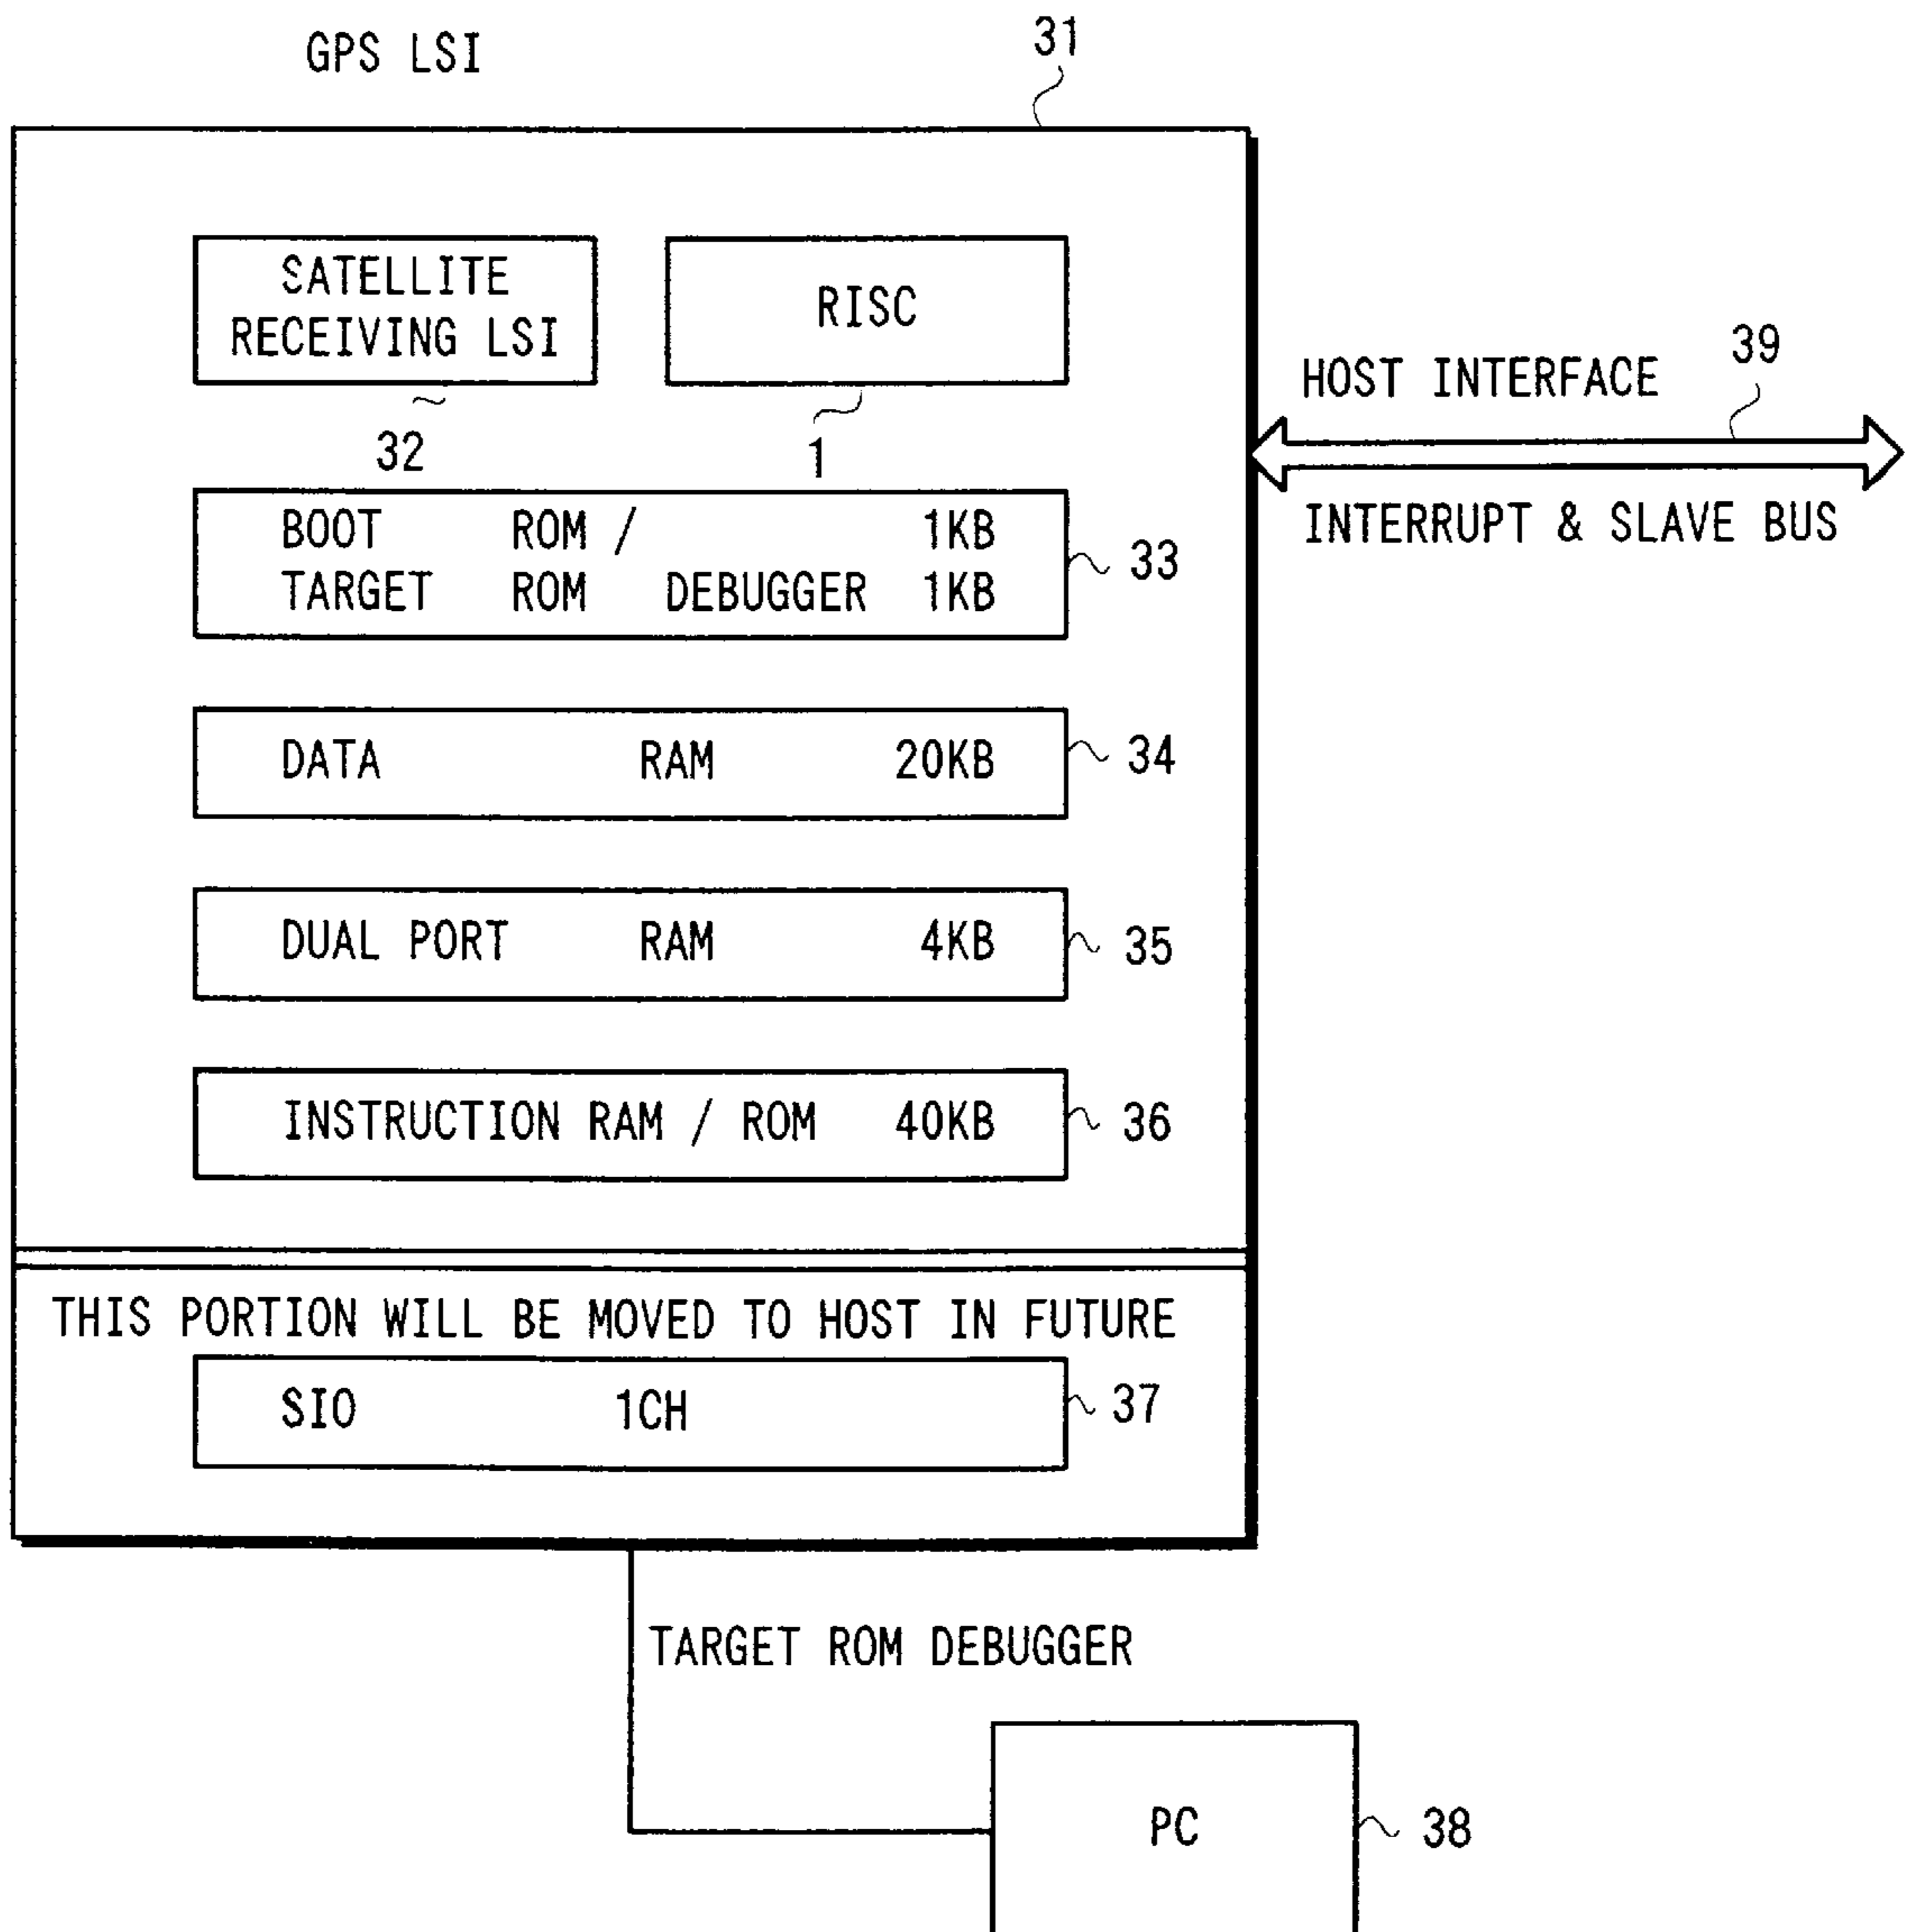 GPS LSI
31
SATELLITE
RECEIVING LSI
32
RISC
1
HOST INTERFACE
39
INTERRUPT & SLAVE BUS
BOOT ROM / 1KB
TARGET ROM DEBUGGER 1KB
33
DATA RAM 20KB
34
DUAL PORT RAM 4KB
35
INSTRUCTION RAM / ROM 40KB
36
THIS PORTION WILL BE MOVED TO HOST IN FUTURE
SIO 1CH
37
TARGET ROM DEBUGGER
PC
38